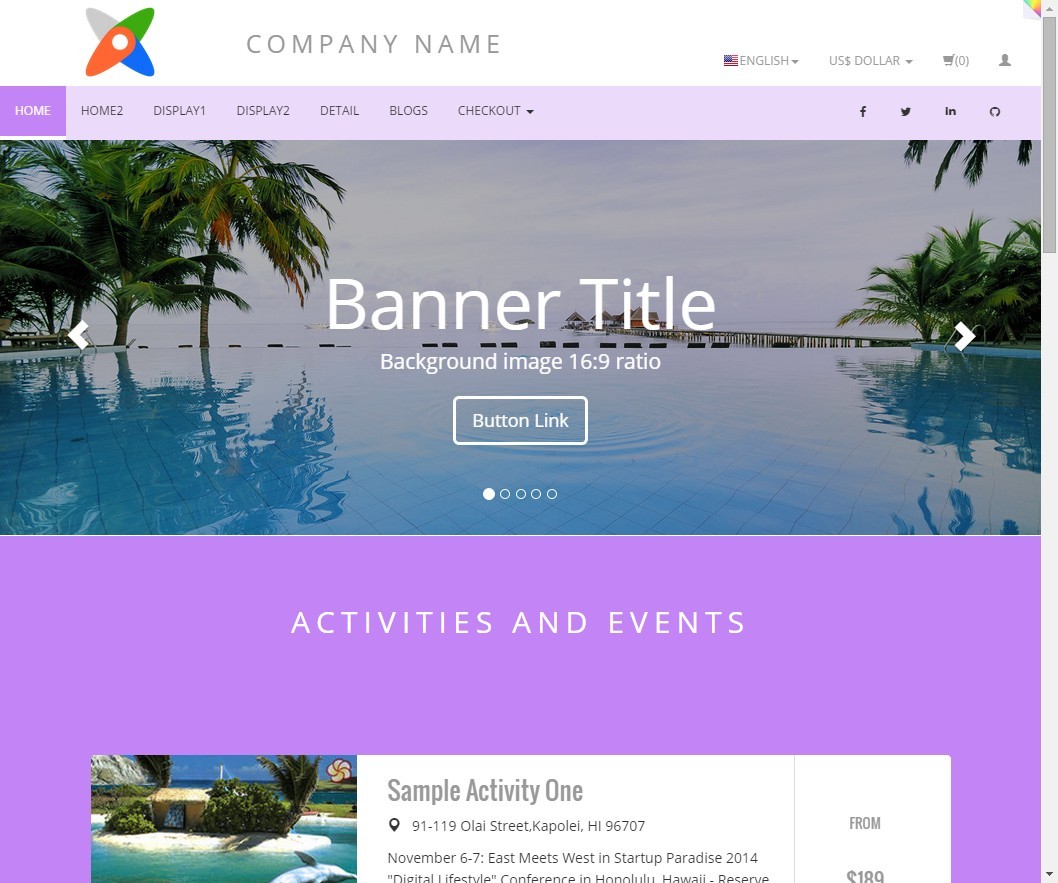 COMPANY NAME
ENGLISH US$ DOLLAR (0)
HOME HOME2 DISPLAY1 DISPLAY2 DETAIL BLOGS CHECKOUT
Banner Title
Background image 16:9 ratio
Button Link
ACTIVITIES AND EVENTS
Sample Activity One
91-119 Olai Street,Kapolei, HI 96707
FROM
November 6-7: East Meets West in Startup Paradise 2014
"Digital Lifestyle" Conference in Honolulu, Hawaii - Reserve
$189